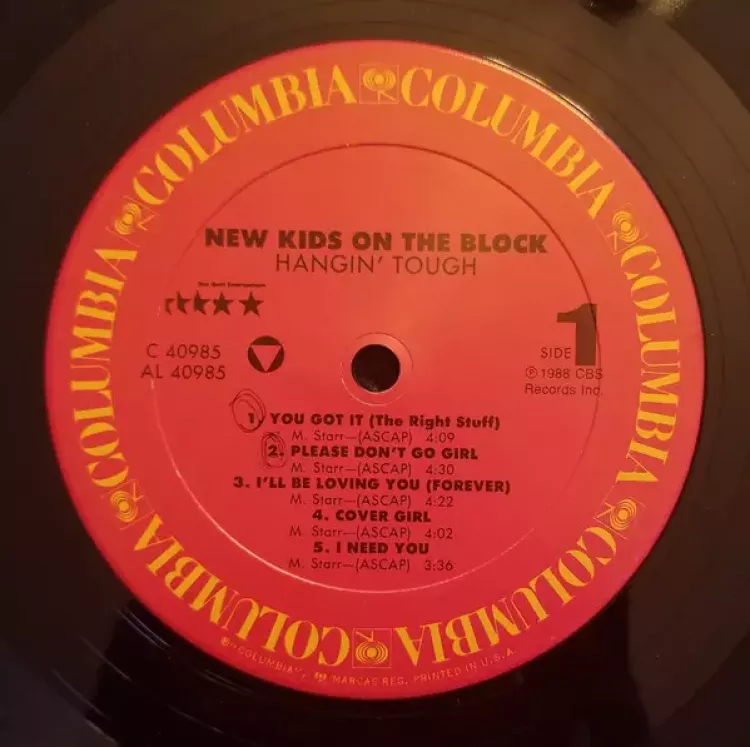 COLUMBIA COLUMBIA COLUMBIA COLUMBIA COLUMBIA COLUMBIA COLUMBIA
NEW KIDS ON THE BLOCK
HANGIN' TOUGH
C 40985
AL 40985
SIDE 1
℗ 1988 CBS
Records Inc.
1. YOU GOT IT (The Right Stuff)
M. Starr—(ASCAP) 4:09
2. PLEASE DON'T GO GIRL
M. Starr—(ASCAP) 4:30
3. I'LL BE LOVING YOU (FOREVER)
M. Starr—(ASCAP) 4:22
4. COVER GIRL
M. Starr—(ASCAP) 4:02
5. I NEED YOU
M. Starr—(ASCAP) 3:36
"COLUMBIA", MARCAS REG. PRINTED IN U.S.A.